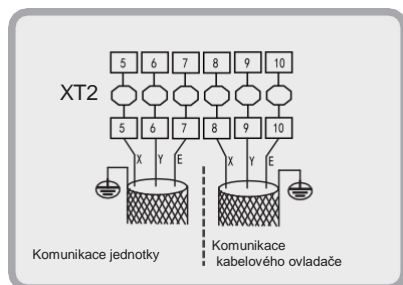 5 6 7 8 9 10
XT2
5 6 7 8 9 10
X Y E X Y E
Komunikace jednotky
Komunikace
kabelového ovladače